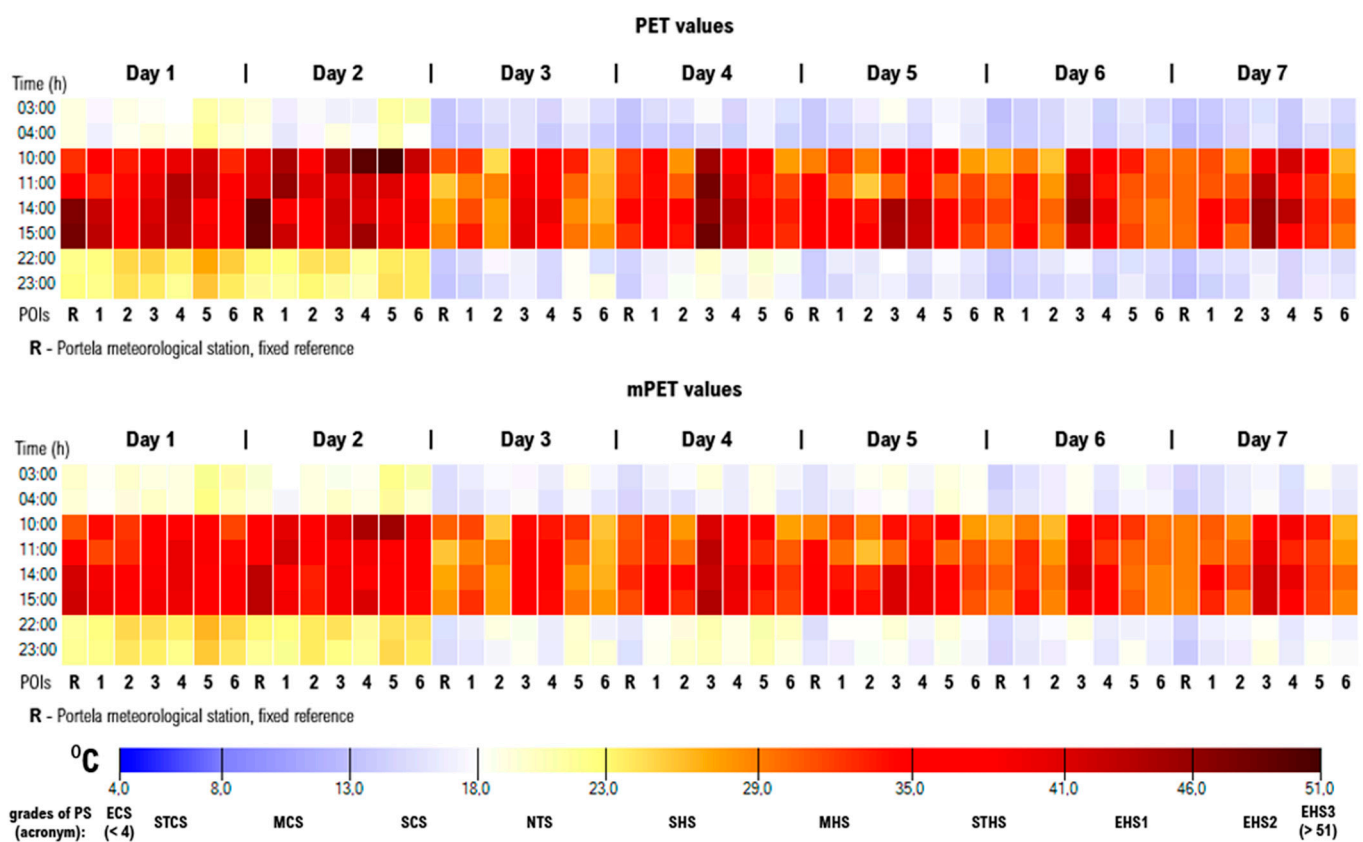 PET values
Day 1 | Day 2 | Day 3 | Day 4 | Day 5 | Day 6 | Day 7
Time (h)
03:00
04:00
10:00
11:00
14:00
15:00
22:00
23:00
POIs R 1 2 3 4 5 6 R 1 2 3 4 5 6 R 1 2 3 4 5 6 R 1 2 3 4 5 6 R 1 2 3 4 5 6 R 1 2 3 4 5 6 R 1 2 3 4 5 6
R - Portela meteorological station, fixed reference
mPET values
Day 1 | Day 2 | Day 3 | Day 4 | Day 5 | Day 6 | Day 7
Time (h)
03:00
04:00
10:00
11:00
14:00
15:00
22:00
23:00
POIs R 1 2 3 4 5 6 R 1 2 3 4 5 6 R 1 2 3 4 5 6 R 1 2 3 4 5 6 R 1 2 3 4 5 6 R 1 2 3 4 5 6 R 1 2 3 4 5 6
R - Portela meteorological station, fixed reference
ºC
4.0 8.0 13.0 18.0 23.0 29.0 35.0 41.0 46.0 51.0
grades of PS (acronym): ECS (< 4) STCS MCS SCS NTS SHS MHS STHS EHS1 EHS2 EHS3 (> 51)